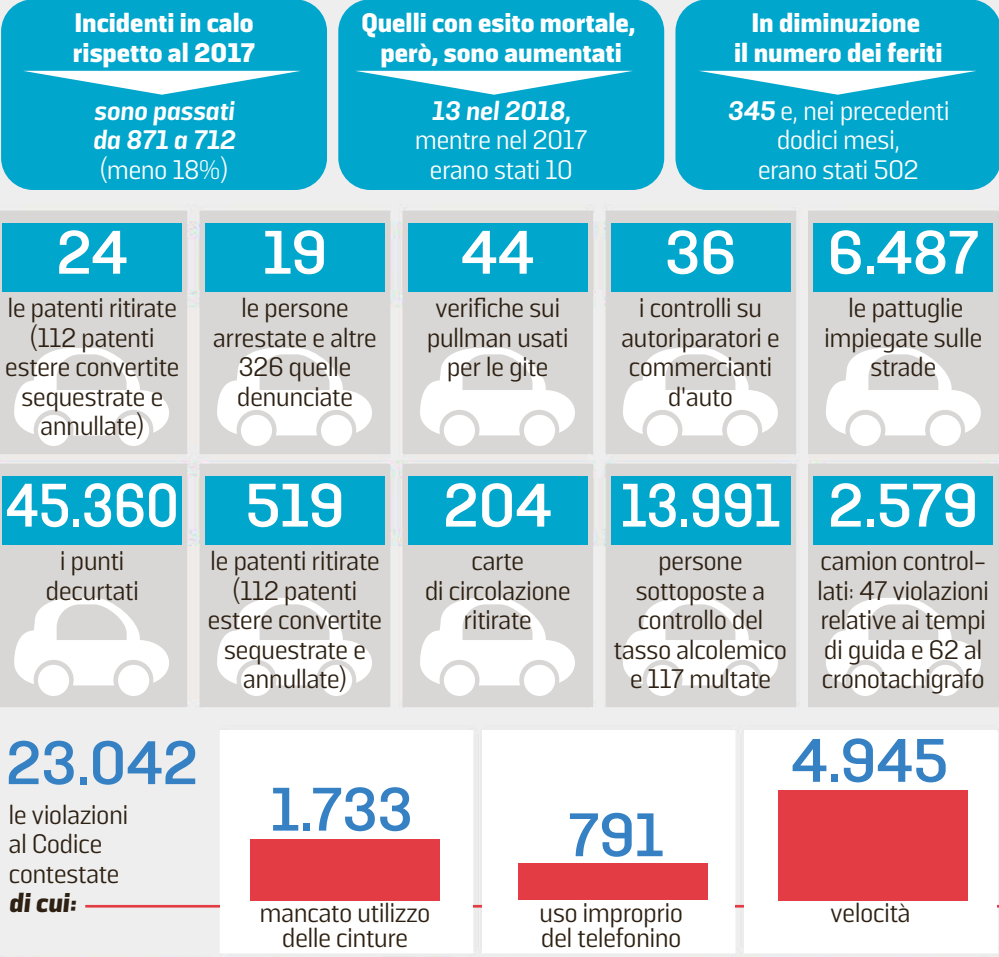 Incidenti in calo
rispetto al 2017
sono passati
da 871 a 712
(meno 18%)
Quelli con esito mortale,
però, sono aumentati
13 nel 2018,
mentre nel 2017
erano stati 10
In diminuzione
il numero dei feriti
345 e, nei precedenti
dodici mesi,
erano stati 502
24
le patenti ritirate
(112 patenti
estere convertite
sequestrate e
annullate)
19
le persone
arrestate e altre
326 quelle
denunciate
44
verifiche sui
pullman usati
per le gite
36
i controlli su
autoriparatori e
commercianti
d'auto
6.487
le pattuglie
impiegate sulle
strade
45.360
i punti
decurtati
519
le patenti ritirate
(112 patenti
estere convertite
sequestrate e
annullate)
204
carte
di circolazione
ritirate
13.991
persone
sottoposte a
controllo del
tasso alcolemico
e 117 multate
2.579
camion control-
lati: 47 violazioni
relative ai tempi
di guida e 62 al
cronotachigrafo
23.042
le violazioni
al Codice
contestate
di cui:
1.733
mancato utilizzo
delle cinture
791
uso improprio
del telefonino
4.945
velocità